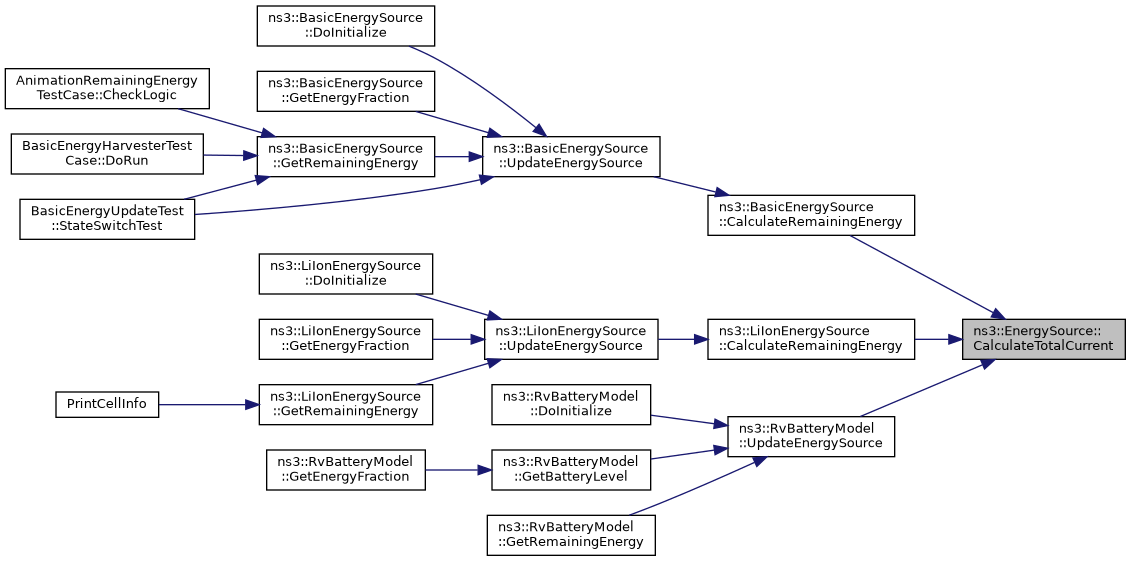 ns3::BasicEnergySource
::DoInitialize
ns3::BasicEnergySource
::GetEnergyFraction
AnimationRemainingEnergy
TestCase::CheckLogic
BasicEnergyHarvesterTest
Case::DoRun
ns3::BasicEnergySource
::GetRemainingEnergy
ns3::BasicEnergySource
::UpdateEnergySource
BasicEnergyUpdateTest
::StateSwitchTest
ns3::BasicEnergySource
::CalculateRemainingEnergy
ns3::LiIonEnergySource
::DoInitialize
ns3::LiIonEnergySource
::GetEnergyFraction
ns3::LiIonEnergySource
::UpdateEnergySource
ns3::LiIonEnergySource
::CalculateRemainingEnergy
ns3::EnergySource::
CalculateTotalCurrent
PrintCellInfo
ns3::LiIonEnergySource
::GetRemainingEnergy
ns3::RvBatteryModel
::DoInitialize
ns3::RvBatteryModel
::UpdateEnergySource
ns3::RvBatteryModel
::GetEnergyFraction
ns3::RvBatteryModel
::GetBatteryLevel
ns3::RvBatteryModel
::GetRemainingEnergy